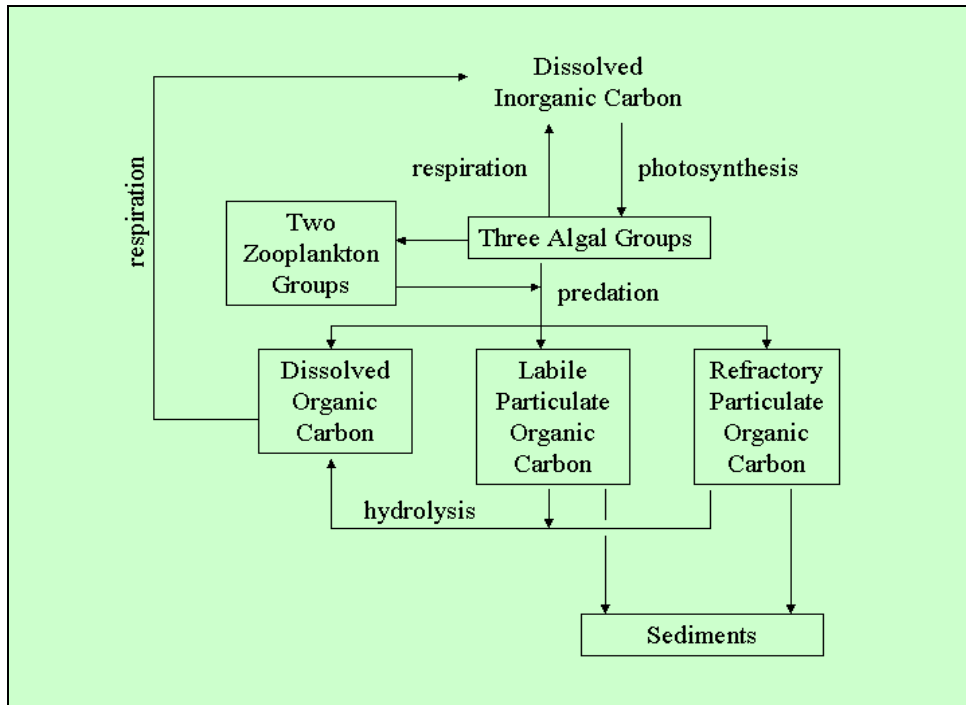 Dissolved
Inorganic Carbon
respiration
photosynthesis
respiration
Two
Zooplankton
Groups
Three Algal Groups
predation
Dissolved
Organic
Carbon
Labile
Particulate
Organic
Carbon
Refractory
Particulate
Organic
Carbon
hydrolysis
Sediments